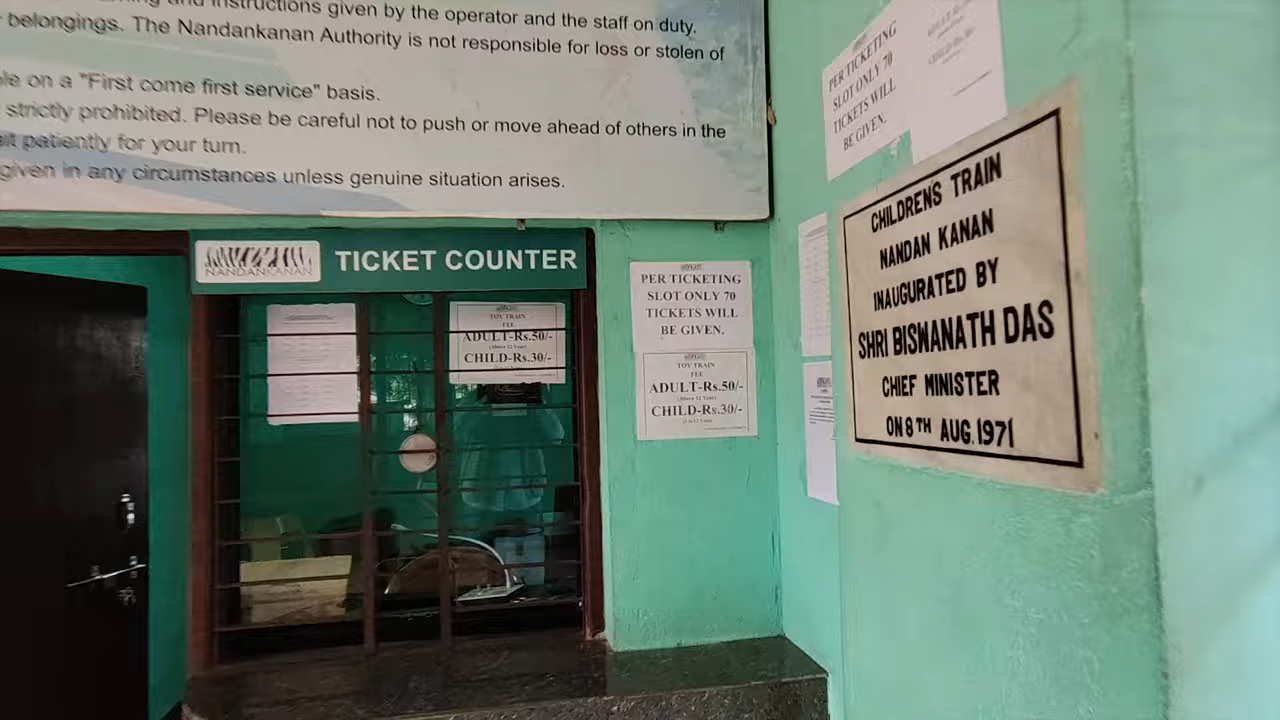 and instructions given by the operator and the staff on duty.
belongings. The Nandankanan Authority is not responsible for loss or stolen of
on a "First come first service" basis.
strictly prohibited. Please be careful not to push or move ahead of others in the
patiently for your turn.
given in any circumstances unless genuine situation arises.
NANDANKANAN
TICKET COUNTER
TOY TRAIN
FEE
ADULT-Rs.50/-
(Above 12 Year)
CHILD-Rs.30/-
PER TICKETING
SLOT ONLY 70
TICKETS WILL
BE GIVEN.
TOY TRAIN
FEE
ADULT-Rs.50/-
(Above 12 Year)
CHILD-Rs.30/-
PER TICKETING
SLOT ONLY 70
TICKETS WILL
BE GIVEN.
CHILDRENS TRAIN
NANDAN KANAN
INAUGURATED BY
SHRI BISWANATH DAS
CHIEF MINISTER
ON 8TH AUG.1971